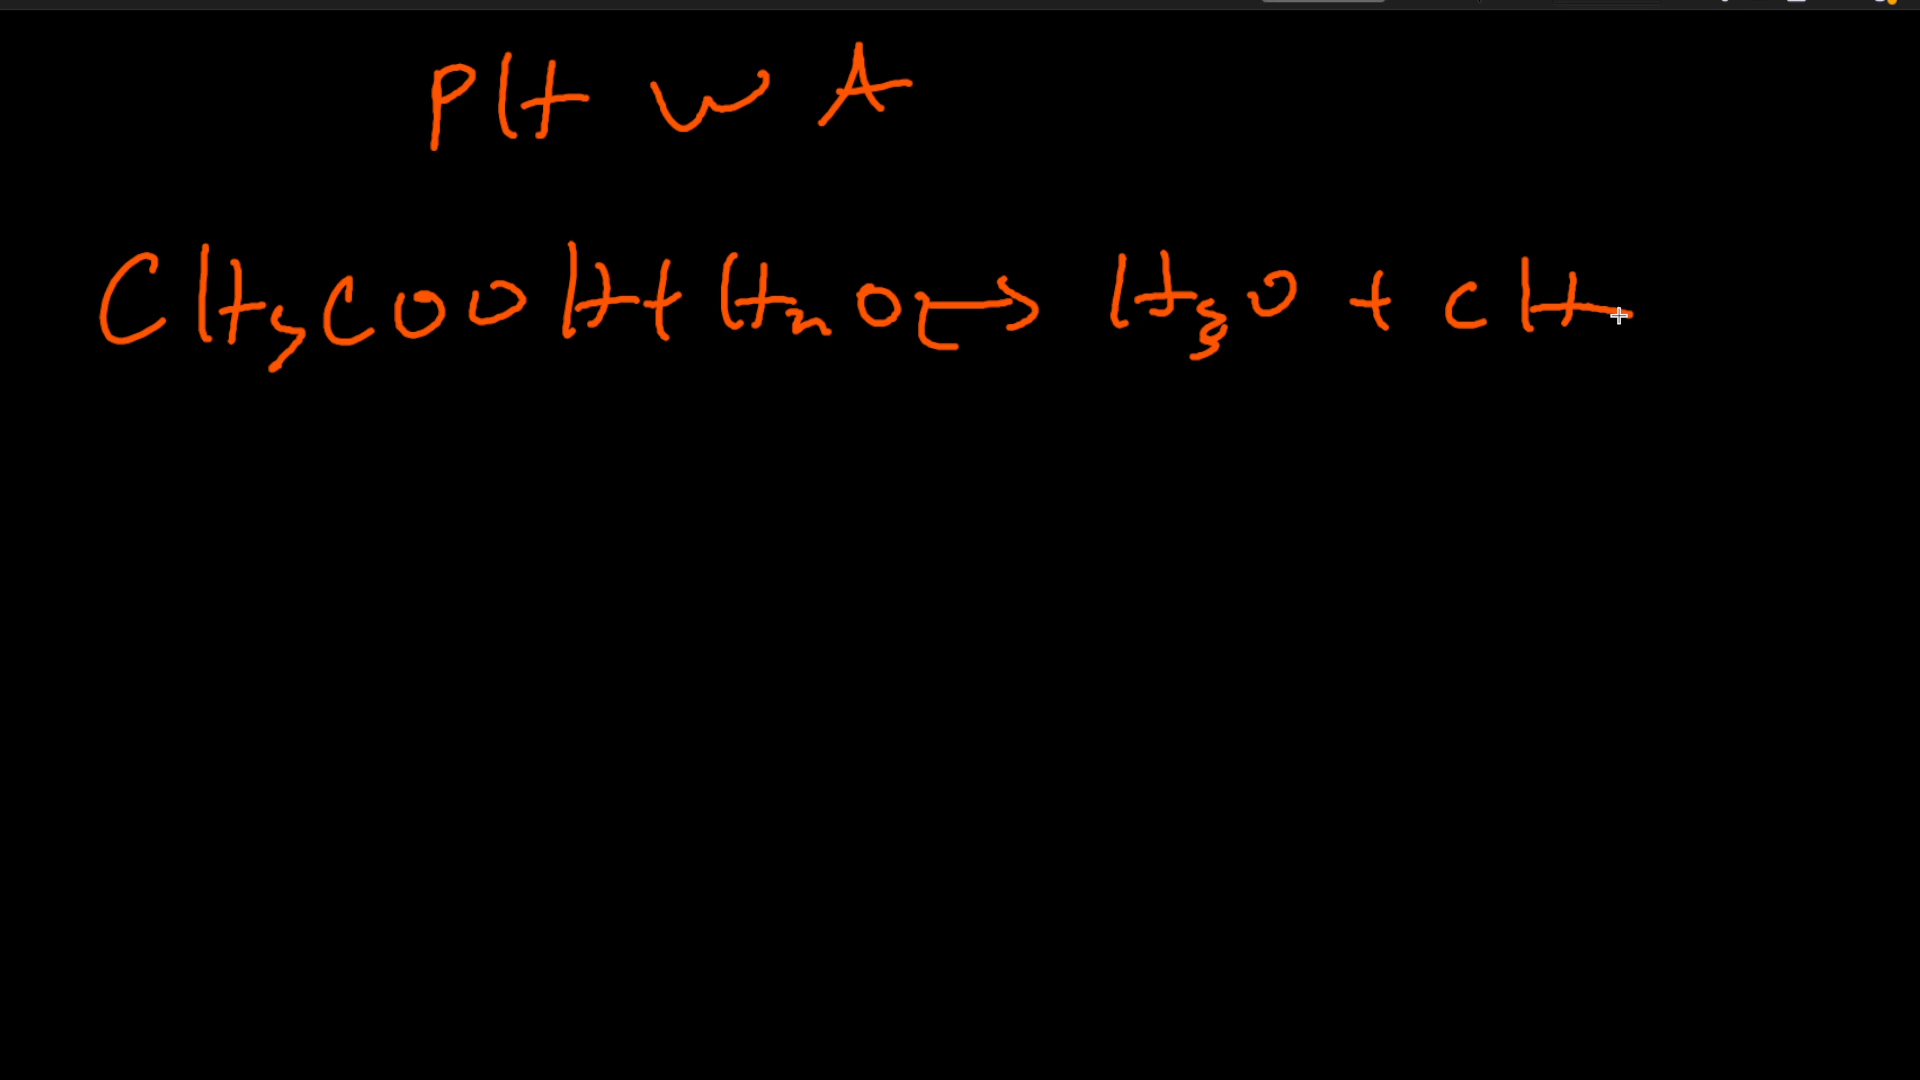 PH W A
CH3COOH + H2O ⇌ H3O + CH